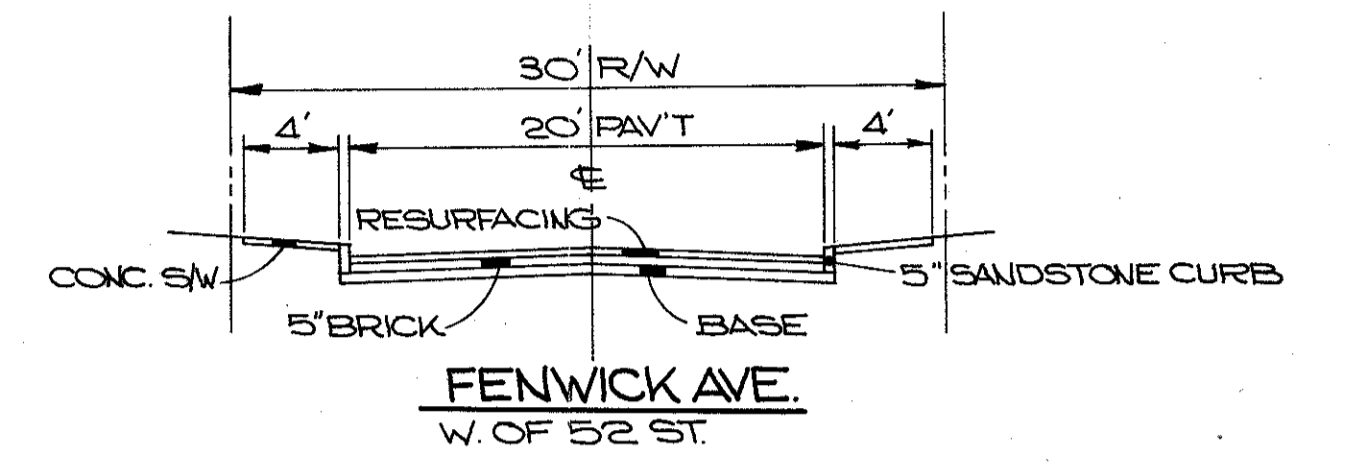 30' R/W
4' 20' PAV'T 4'
℄
RESURFACING
CONC. S/W 5" SANDSTONE CURB
5" BRICK BASE
FENWICK AVE.
W. OF 52 ST.